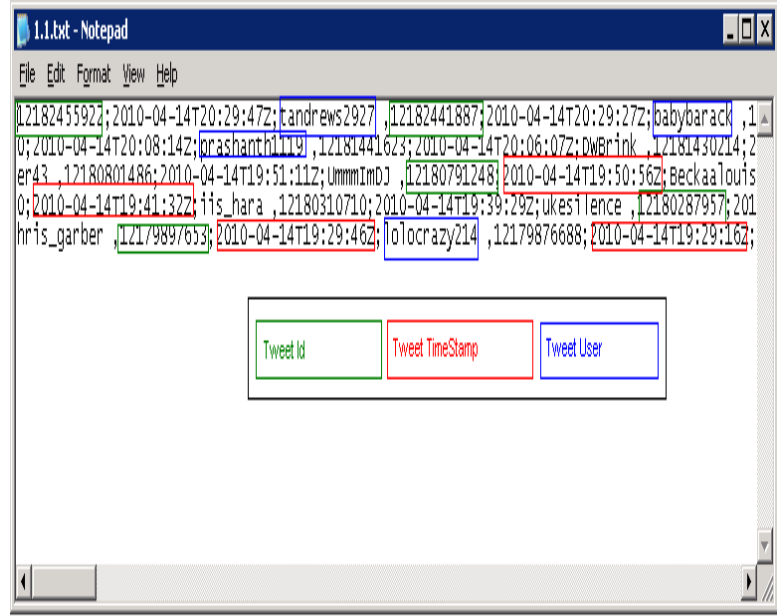 1.1.txt - Notepad
File Edit Format View Help
12182455922;2010-04-14T20:29:47Z;tandrews2927 ,12182441887;2010-04-14T20:29:27Z;babybarack ,1
0;2010-04-14T20:08:14Z;prashanth1119 ,12181441623;2010-04-14T20:06:07Z;DWBrink ,12181430214;2
er43 ,12180801486;2010-04-14T19:51:11Z;UmmmImDJ ,12180791248;2010-04-14T19:50:56Z;Beckaalouis
0;2010-04-14T19:41:32Z;iis_hara ,12180310710;2010-04-14T19:39:29Z;ukesilence ,12180287957;201
hris_garber ,12179897653;2010-04-14T19:29:46Z;lolocrazy214 ,12179876688;2010-04-14T19:29:16Z;
Tweet Id Tweet TimeStamp Tweet User